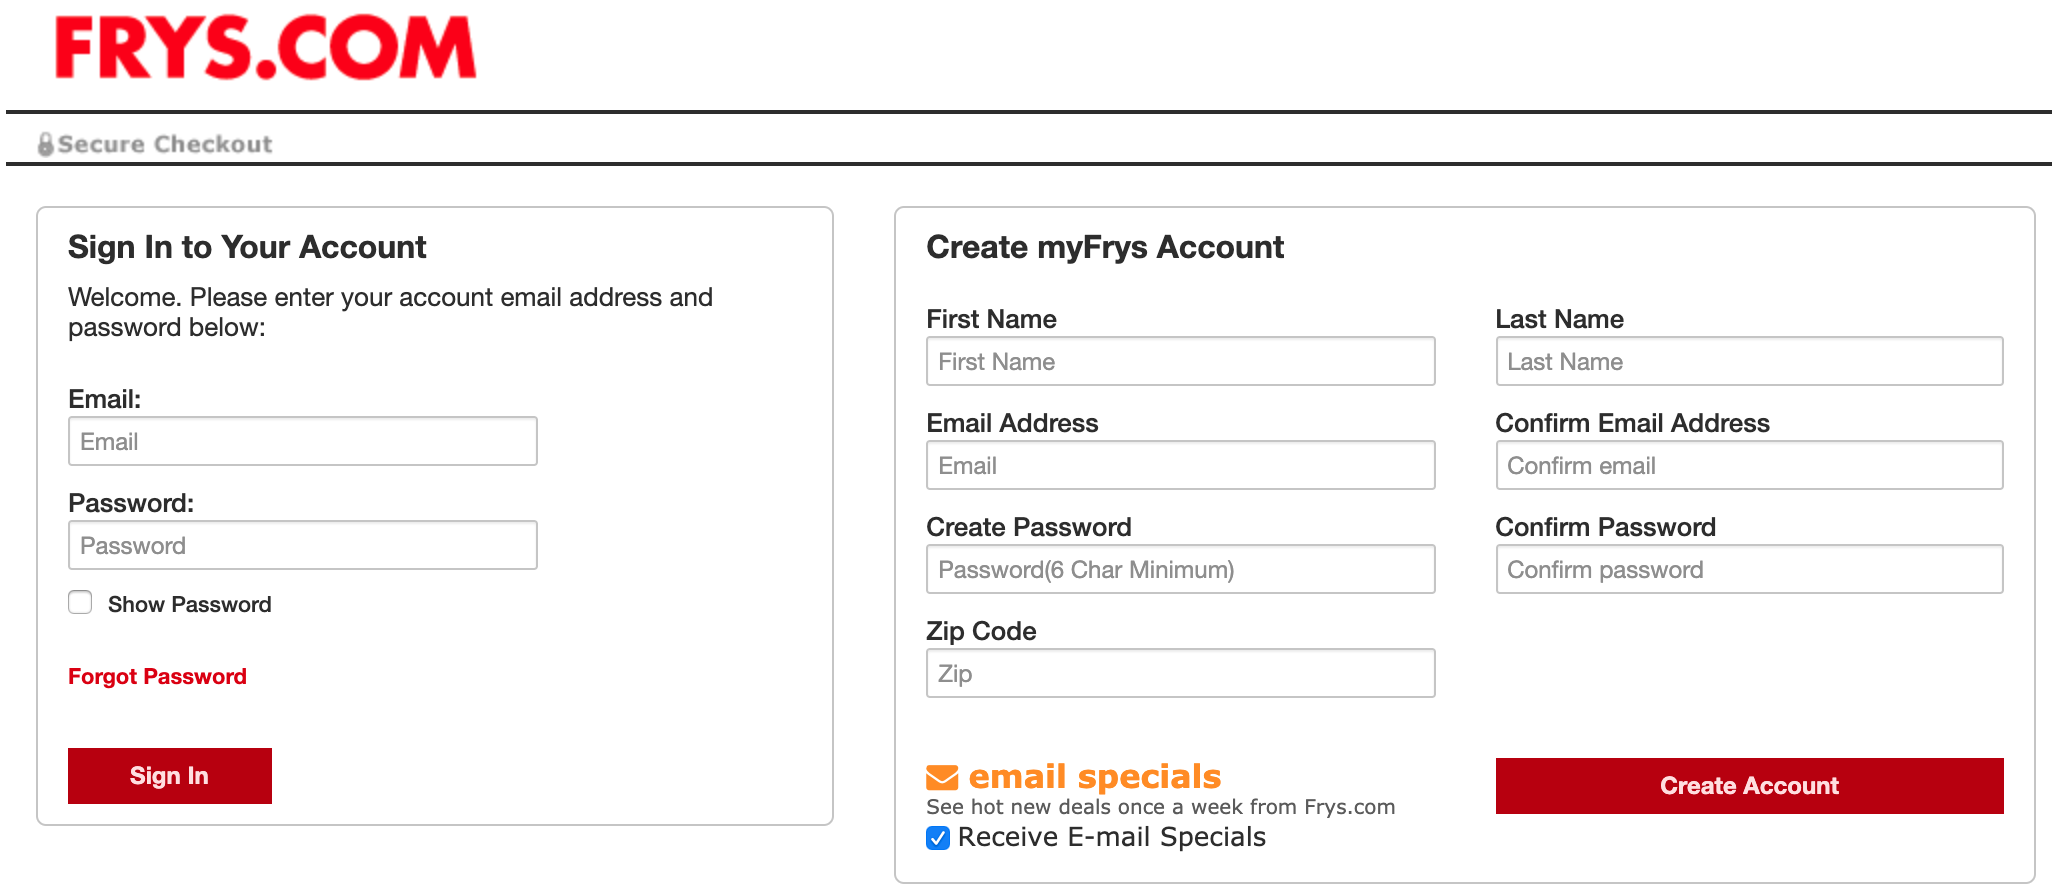 FRYS.COM
Secure Checkout
Sign In to Your Account
Welcome. Please enter your account email address and
password below:
Email:
Email
Password:
Password
Show Password
Forgot Password
Sign In
Create myFrys Account
First Name
First Name
Last Name
Last Name
Email Address
Email
Confirm Email Address
Confirm email
Create Password
Password(6 Char Minimum)
Confirm Password
Confirm password
Zip Code
Zip
email specials
See hot new deals once a week from Frys.com
Receive E-mail Specials
Create Account